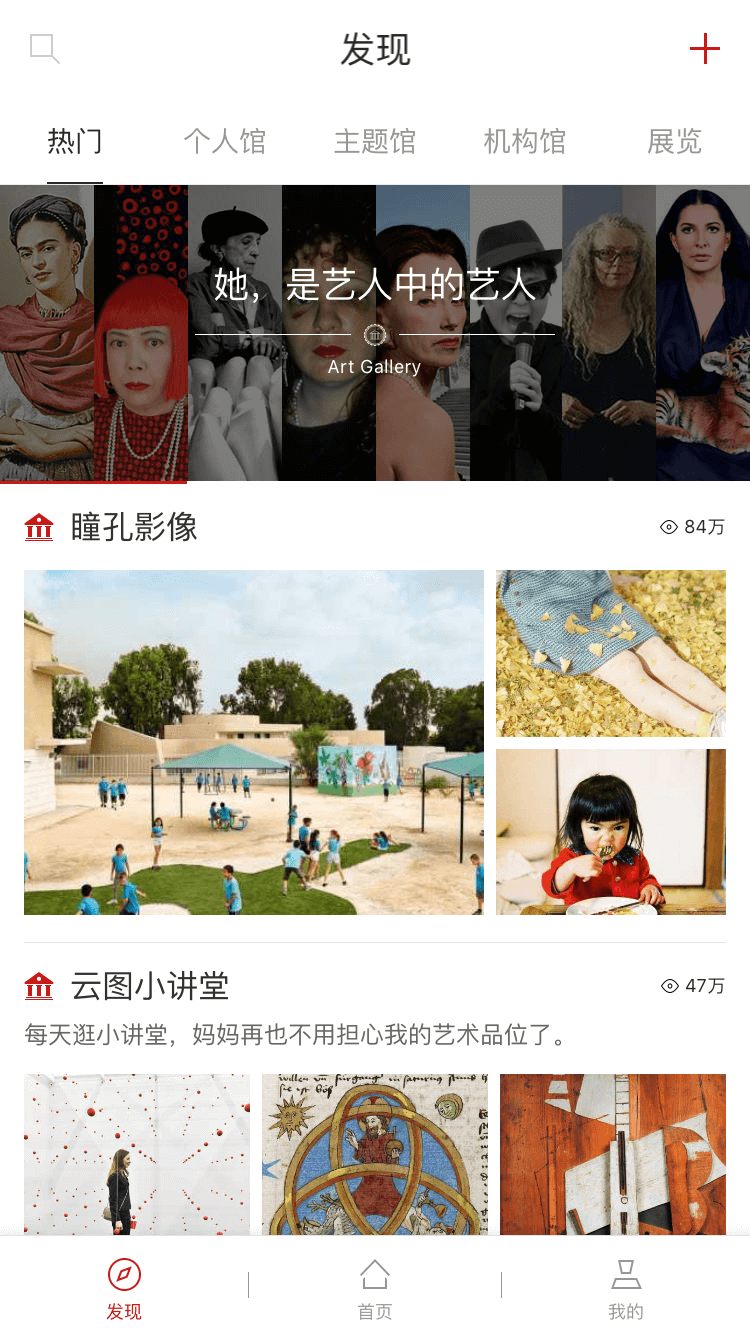 发现
热门 个人馆 主题馆 机构馆 展览
她，是艺人中的艺人
Art Gallery
瞳孔影像 84万
云图小讲堂 47万
每天逛小讲堂，妈妈再也不用担心我的艺术品位了。
发现 首页 我的